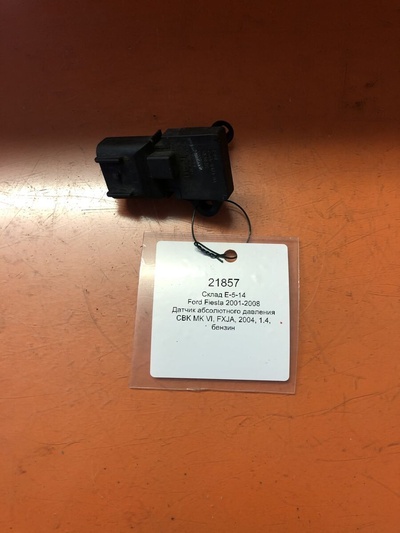 21857
Склад Е-5-14
Ford Fiesta 2001-2008
Датчик абсолютного давления
CBK MK VI, FXJA, 2004, 1.4,
бензин